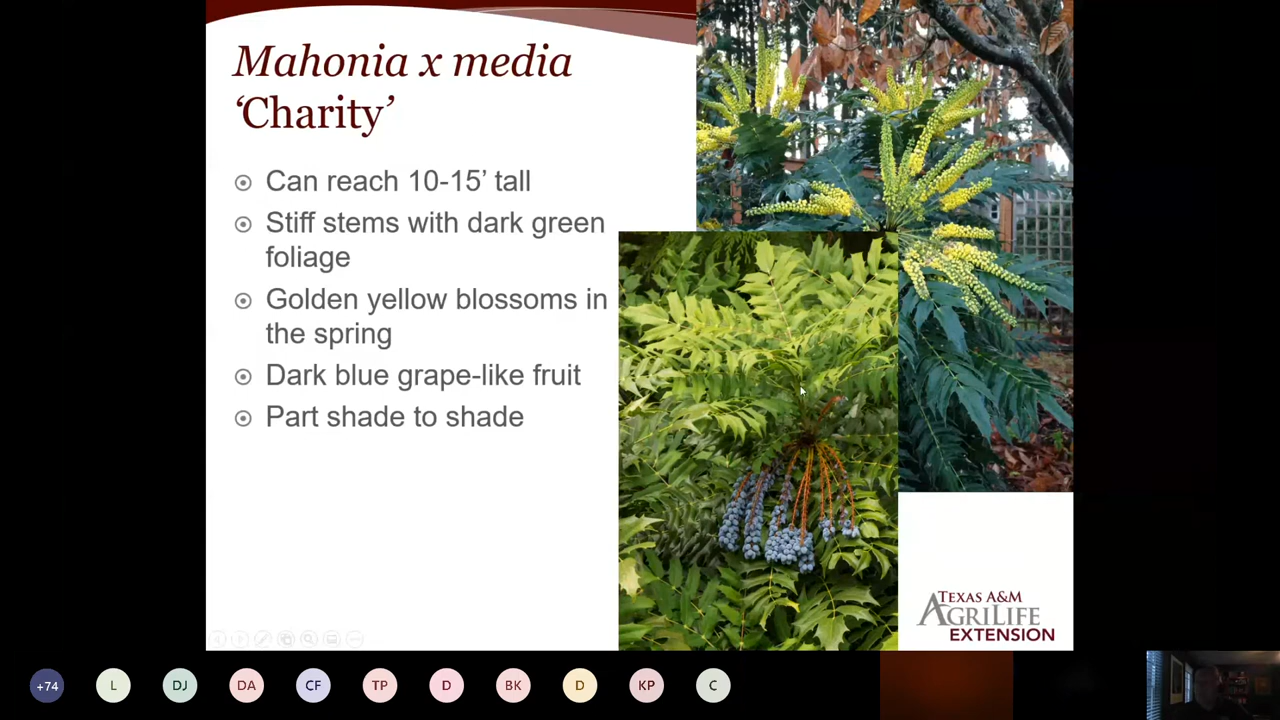 Mahonia x media
‘Charity’
Can reach 10-15’ tall
Stiff stems with dark green
foliage
Golden yellow blossoms in
the spring
Dark blue grape-like fruit
Part shade to shade
TEXAS A&M
AGRILIFE
EXTENSION
+74
L
DJ
DA
CF
TP
D
BK
D
KP
C